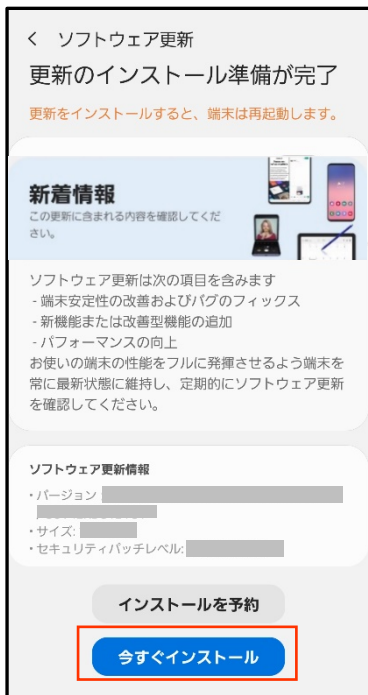 ソフトウェア更新
更新のインストール準備が完了
更新をインストールすると、端末は再起動します。
新着情報
この更新に含まれる内容を確認してくだ
さい。
ソフトウェア更新は次の項目を含みます
- 端末安定性の改善およびバグのフィックス
- 新機能または改善型機能の追加
- パフォーマンスの向上
お使いの端末の性能をフルに発揮させるよう端末を
常に最新状態に維持し、定期的にソフトウェア更新
を確認してください。
ソフトウェア更新情報
・バージョン
・サイズ:
・セキュリティパッチレベル:
インストールを予約
今すぐインストール